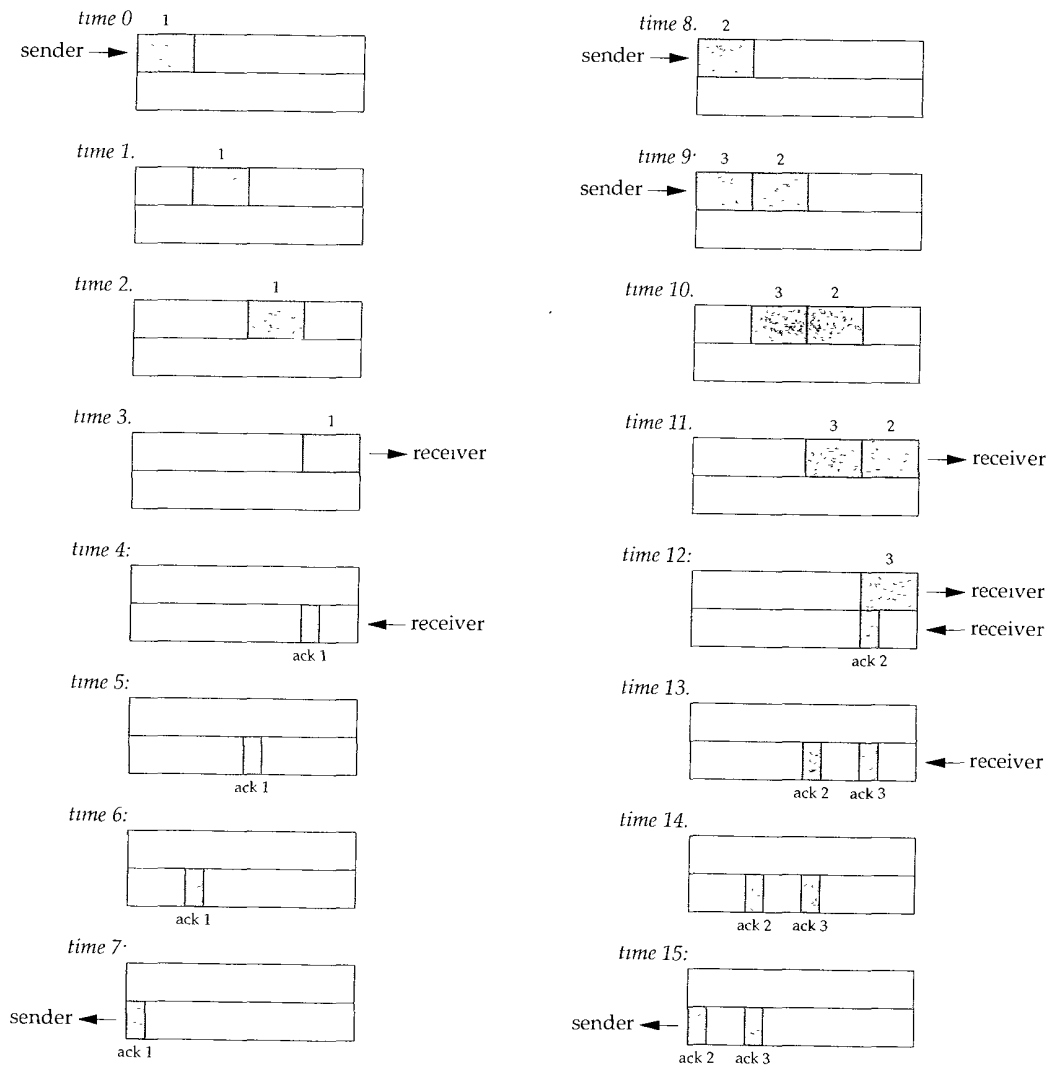 time 0
1
sender
time 1.
1
time 2.
1
time 3.
1
receiver
time 4:
receiver
ack 1
time 5:
ack 1
time 6:
ack 1
time 7:
sender
ack 1
time 8.
2
sender
time 9:
3 2
sender
time 10.
3 2
time 11.
3 2
receiver
time 12:
3
receiver
receiver
ack 2
time 13.
receiver
ack 2 ack 3
time 14.
ack 2 ack 3
time 15:
sender
ack 2 ack 3